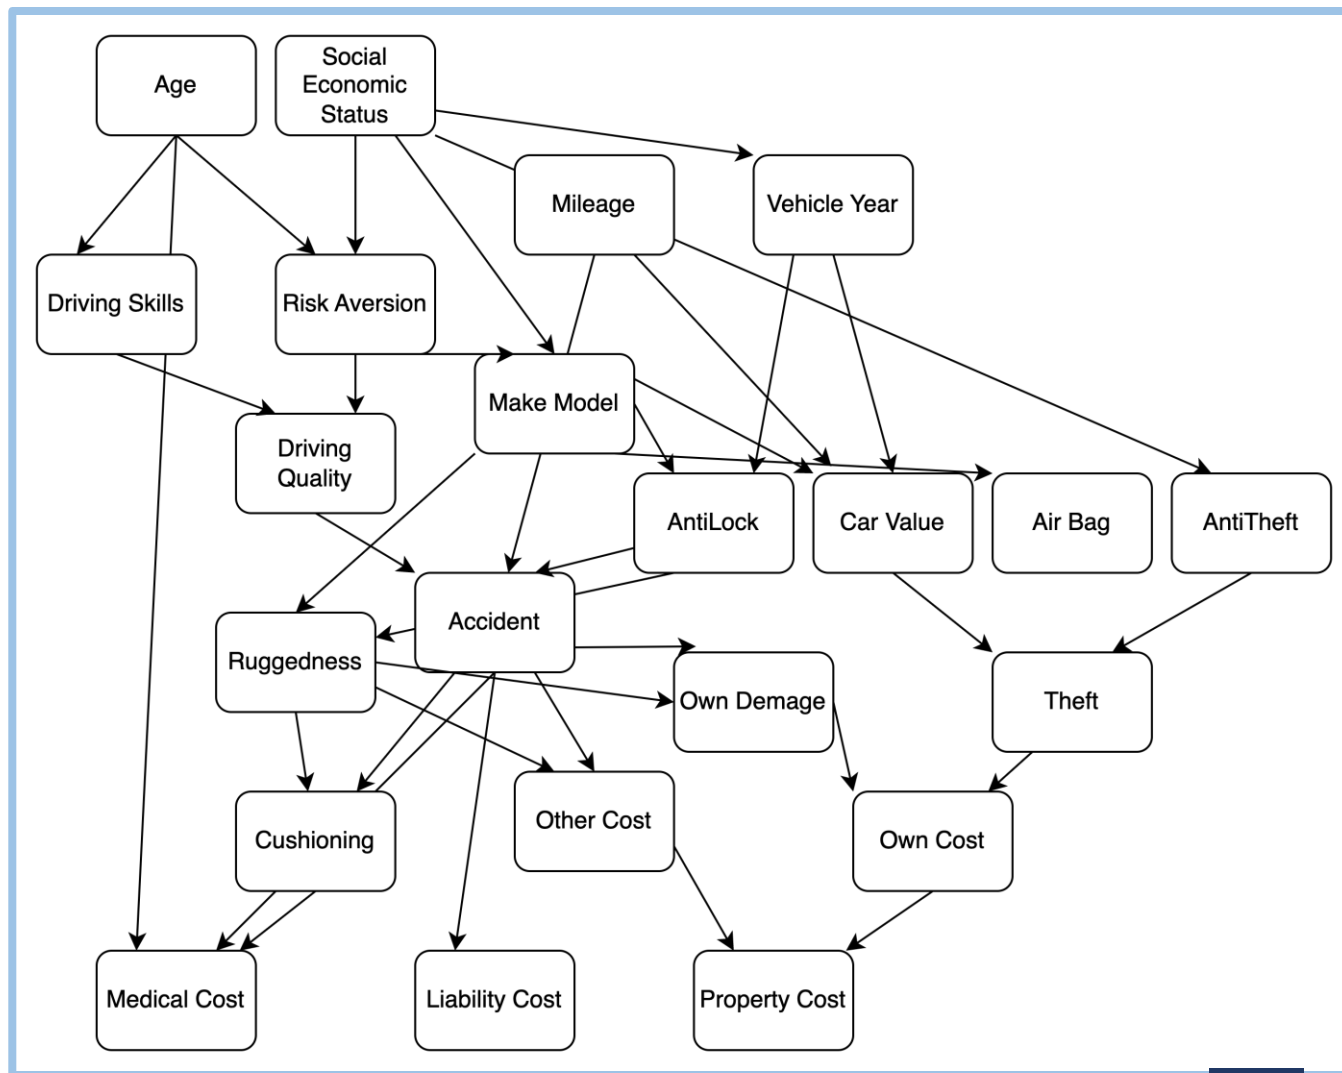 Age
Social
Economic
Status
Mileage
Vehicle Year
Driving Skills
Risk Aversion
Make Model
Driving
Quality
AntiLock
Car Value
Air Bag
AntiTheft
Accident
Ruggedness
Own Demage
Theft
Cushioning
Other Cost
Own Cost
Medical Cost
Liability Cost
Property Cost